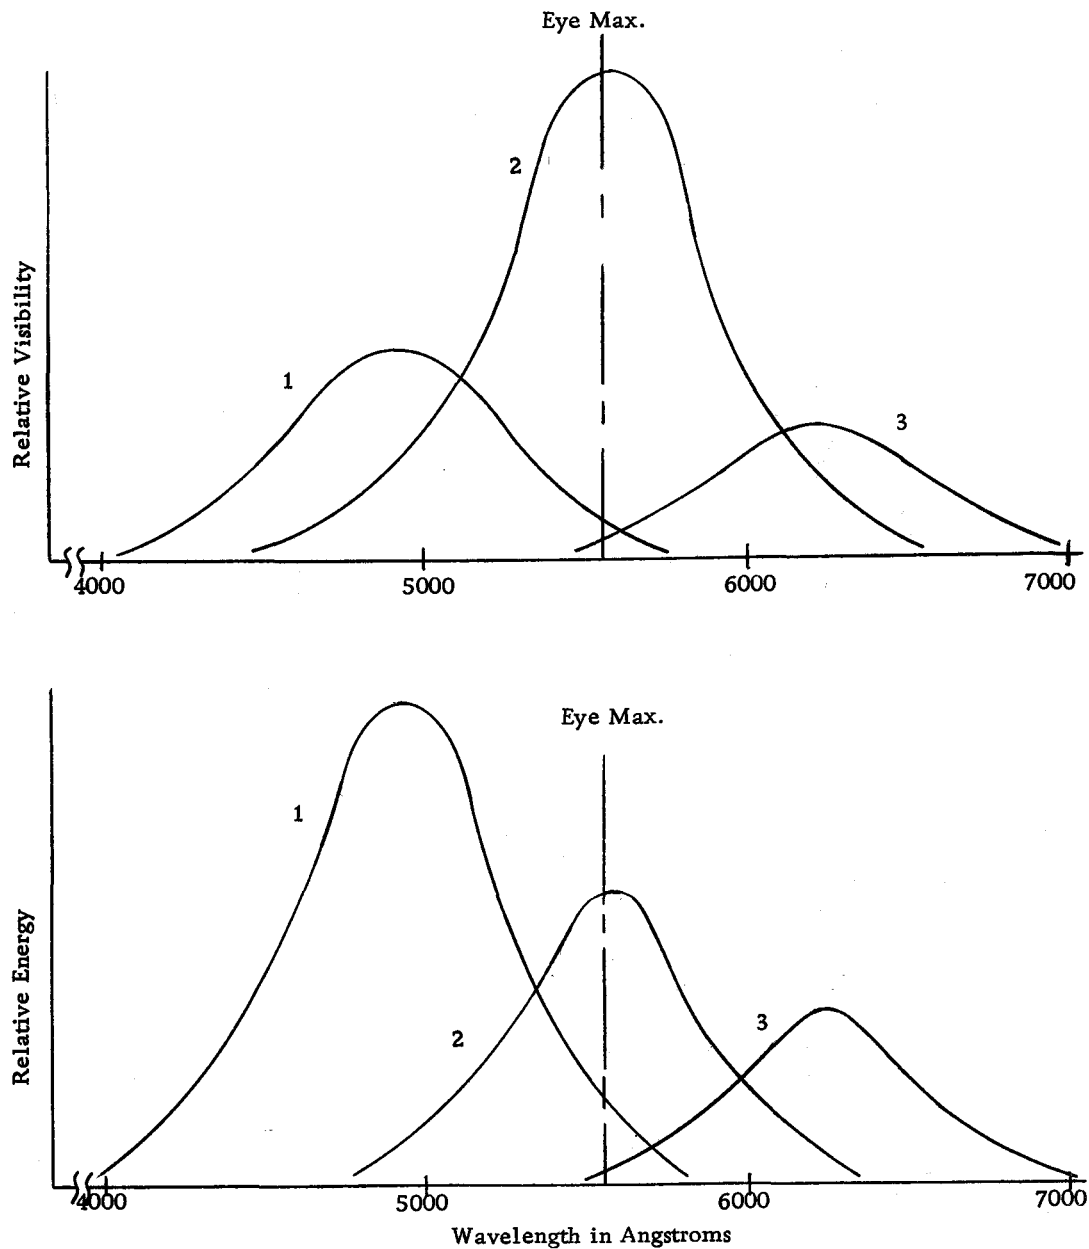 Eye Max.
2
Relative Visibility
1
3
4000 5000 6000 7000
Eye Max.
1
Relative Energy
2
3
4000 5000 6000 7000
Wavelength in Angstroms